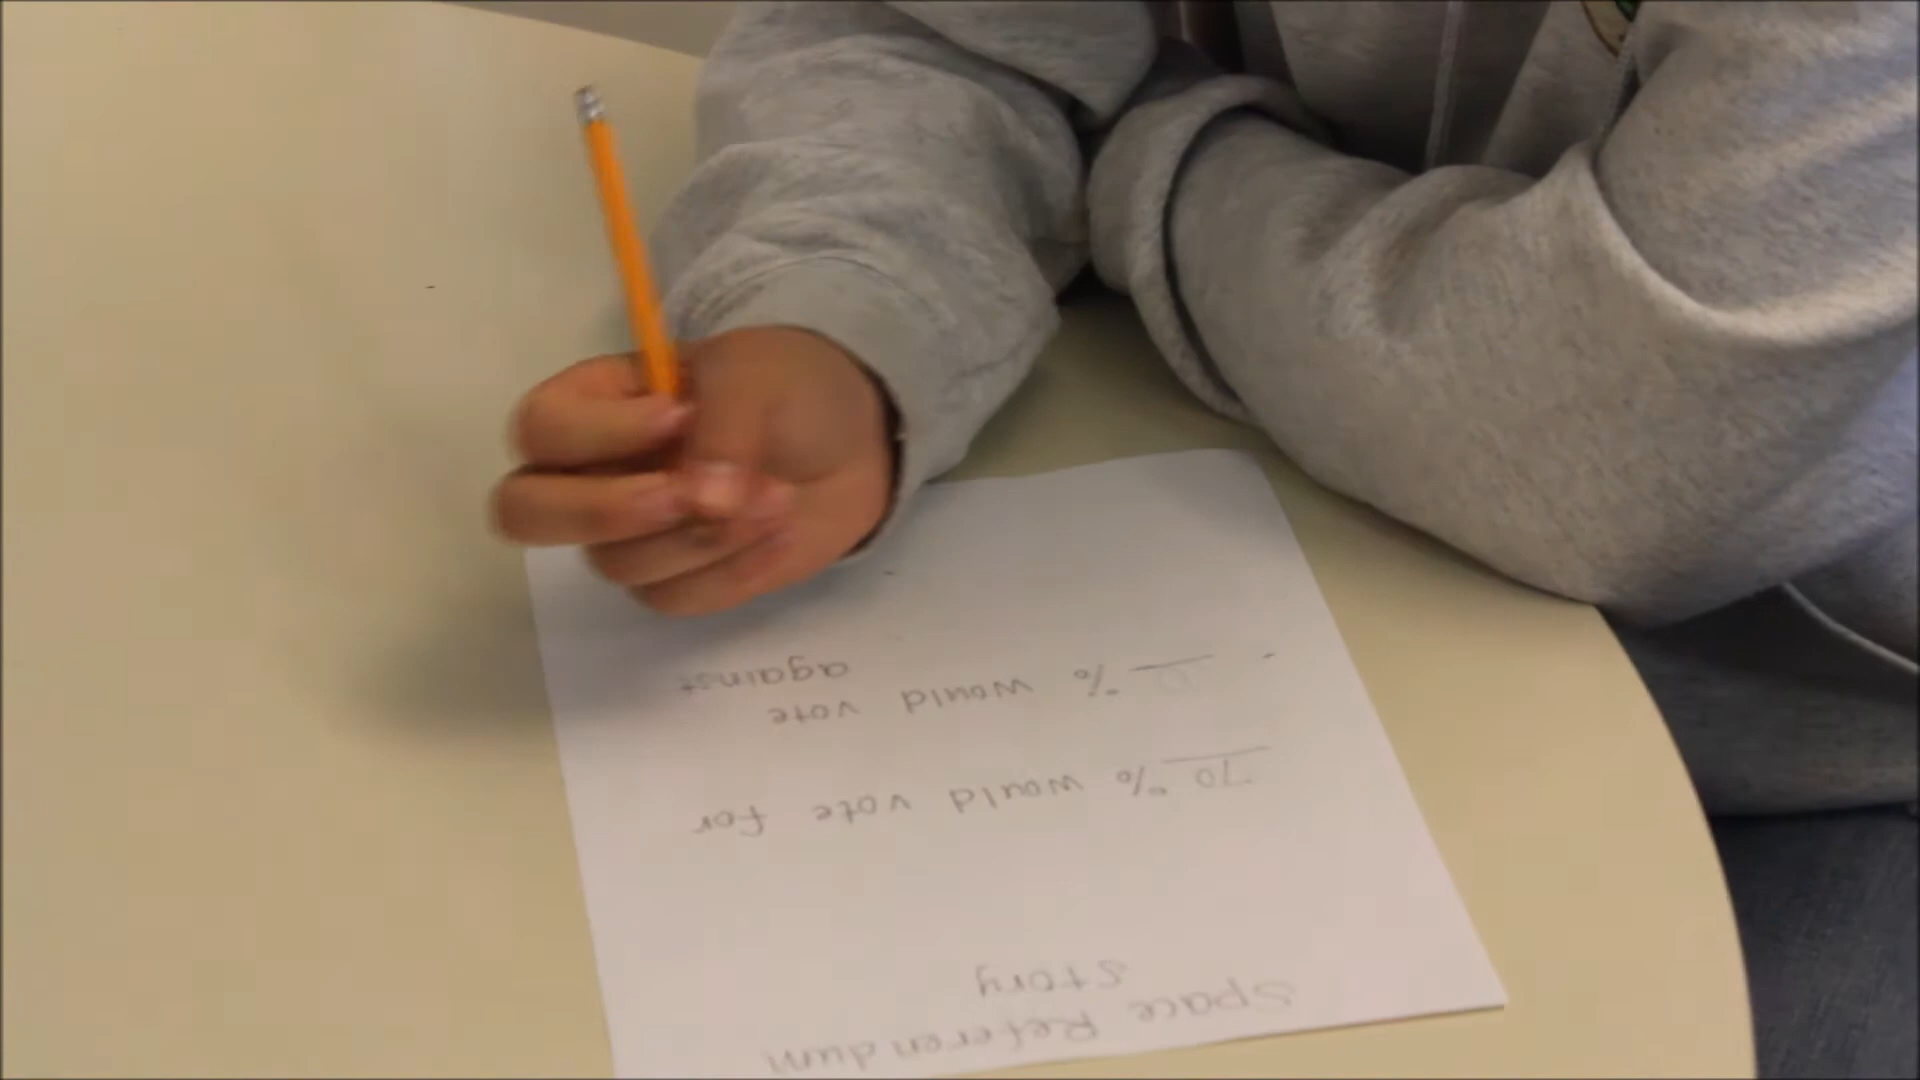 Space Referendum
Story
70 % would vote for
% would vote
against